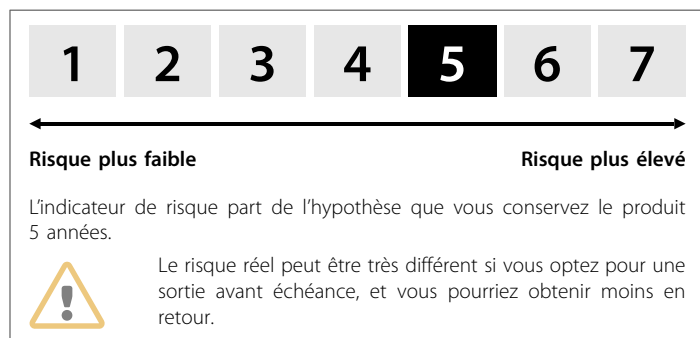 1 2 3 4 5 6 7
Risque plus faible Risque plus élevé
L'indicateur de risque part de l'hypothèse que vous conservez le produit
5 années.
Le risque réel peut être très différent si vous optez pour une
sortie avant échéance, et vous pourriez obtenir moins en
retour.